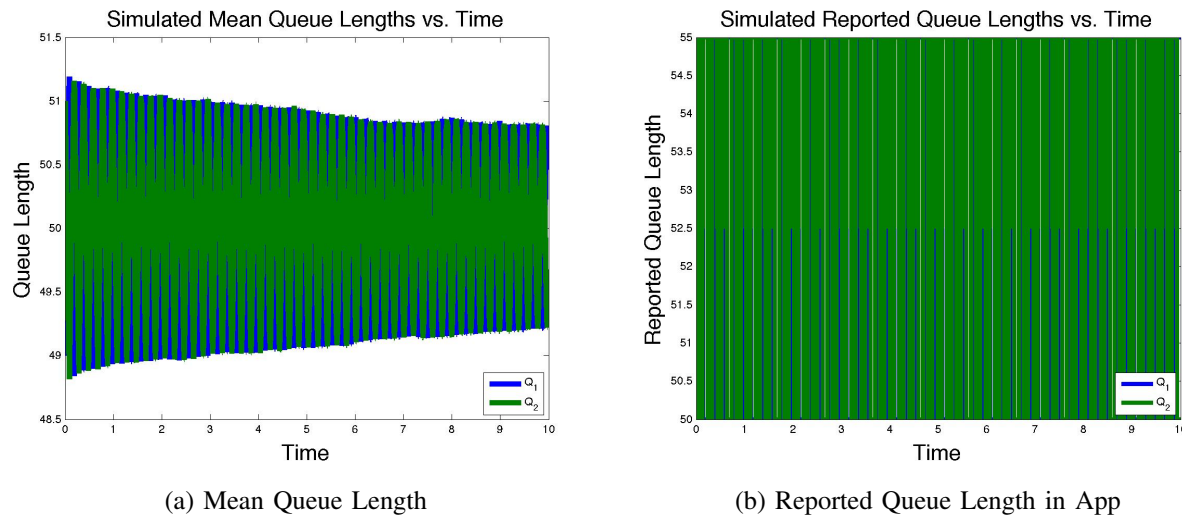 Simulated Mean Queue Lengths vs. Time
51.5
51
50.5
50
49.5
49
48.5
Queue Length
0 1 2 3 4 5 6 7 8 9 10
Time
Q1
Q2
(a) Mean Queue Length
Simulated Reported Queue Lengths vs. Time
55
54.5
54
53.5
53
52.5
52
51.5
51
50.5
50
Reported Queue Length
0 1 2 3 4 5 6 7 8 9 10
Time
Q1
Q2
(b) Reported Queue Length in App